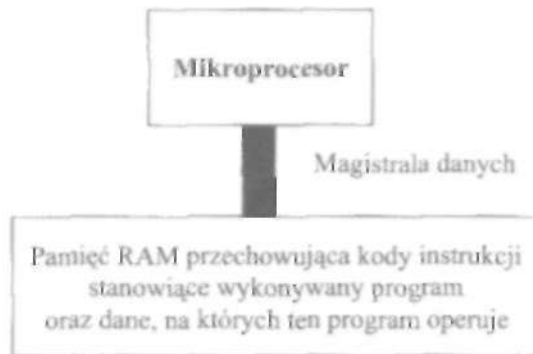 Mikroprocesor
Magistrala danych
Pamięć RAM przechowująca kody instrukcji
stanowiące wykonywany program
oraz dane, na których ten program operuje